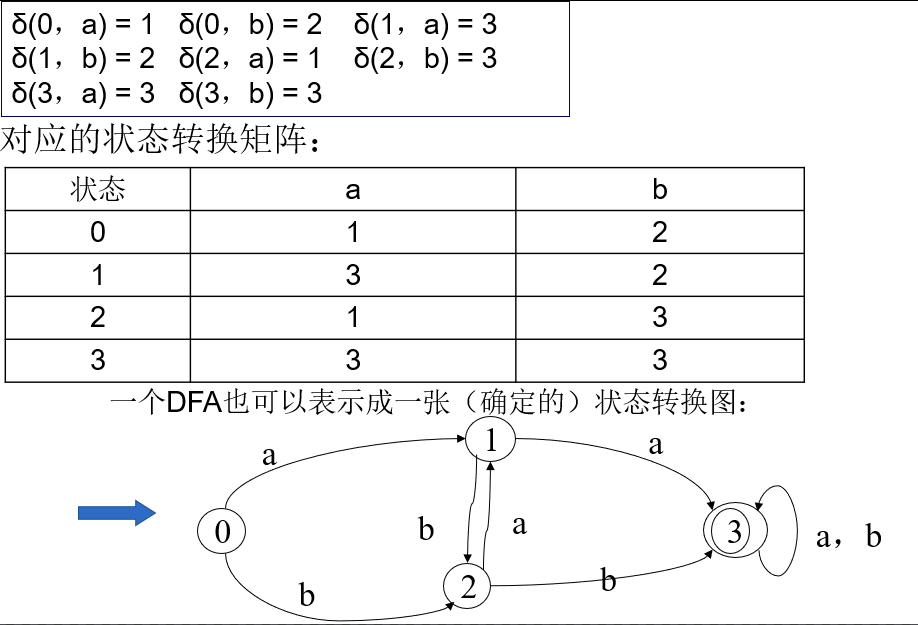 δ(0，a) = 1 δ(0，b) = 2 δ(1，a) = 3
δ(1，b) = 2 δ(2，a) = 1 δ(2，b) = 3
δ(3，a) = 3 δ(3，b) = 3
对应的状态转换矩阵：
状态 a b
0 1 2
1 3 2
2 1 3
3 3 3
一个DFA也可以表示成一张（确定的）状态转换图：
1
a
a
0
b
a
3
a，b
2
b
b